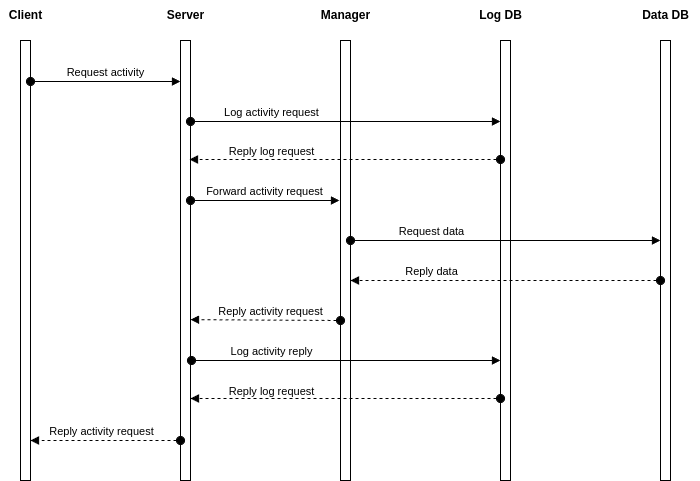 Client Server Manager Log DB Data DB
Request activity
Log activity request
Reply log request
Forward activity request
Request data
Reply data
Reply activity request
Log activity reply
Reply log request
Reply activity request